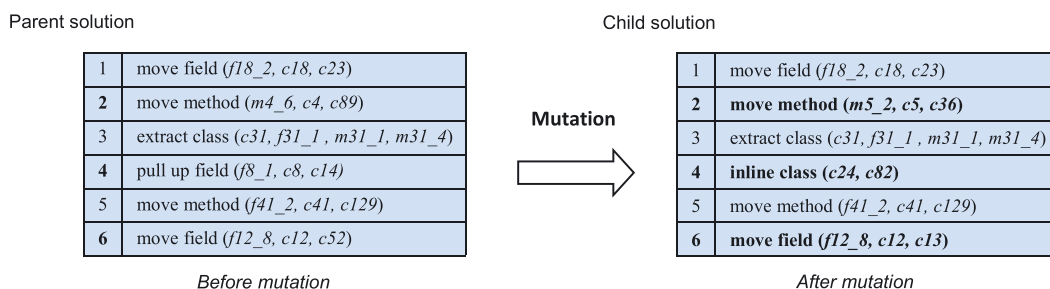 Parent solution
1 move field (f18_2, c18, c23)
2 move method (m4_6, c4, c89)
3 extract class (c31, f31_1 , m31_1, m31_4)
4 pull up field (f8_1, c8, c14)
5 move method (f41_2, c41, c129)
6 move field (f12_8, c12, c52)
Before mutation
Mutation
Child solution
1 move field (f18_2, c18, c23)
2 move method (m5_2, c5, c36)
3 extract class (c31, f31_1 , m31_1, m31_4)
4 inline class (c24, c82)
5 move method (f41_2, c41, c129)
6 move field (f12_8, c12, c13)
After mutation